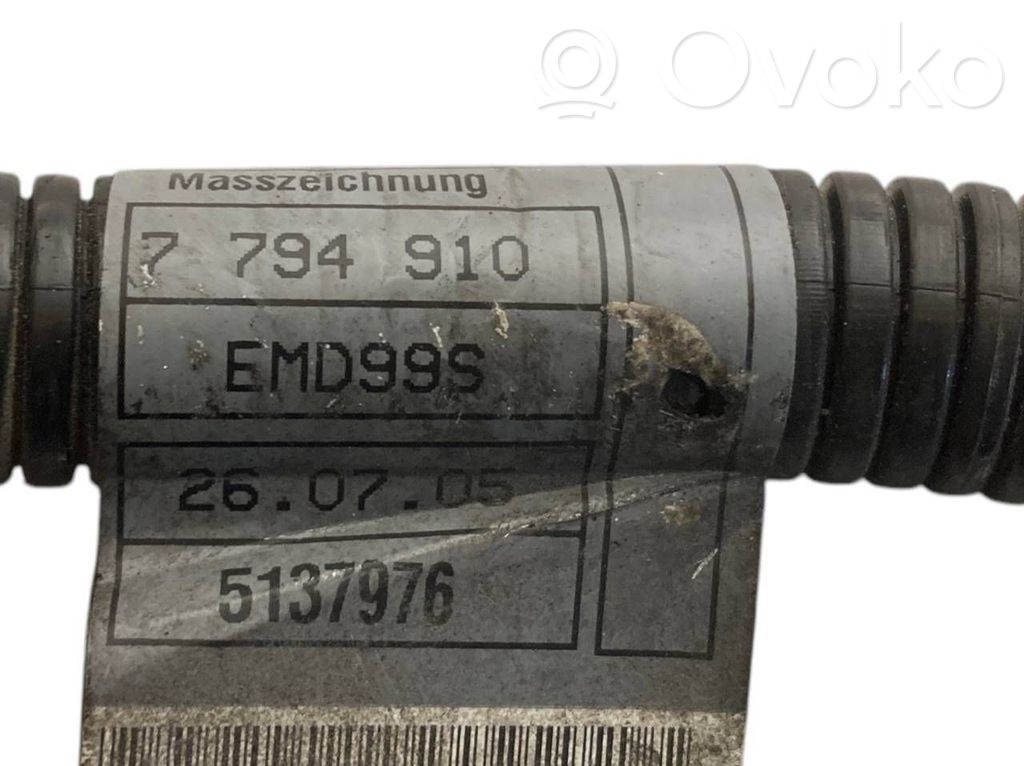 Ovoko
Masszeichnung
7 794 910
EMD99S
26.07.05
5137976